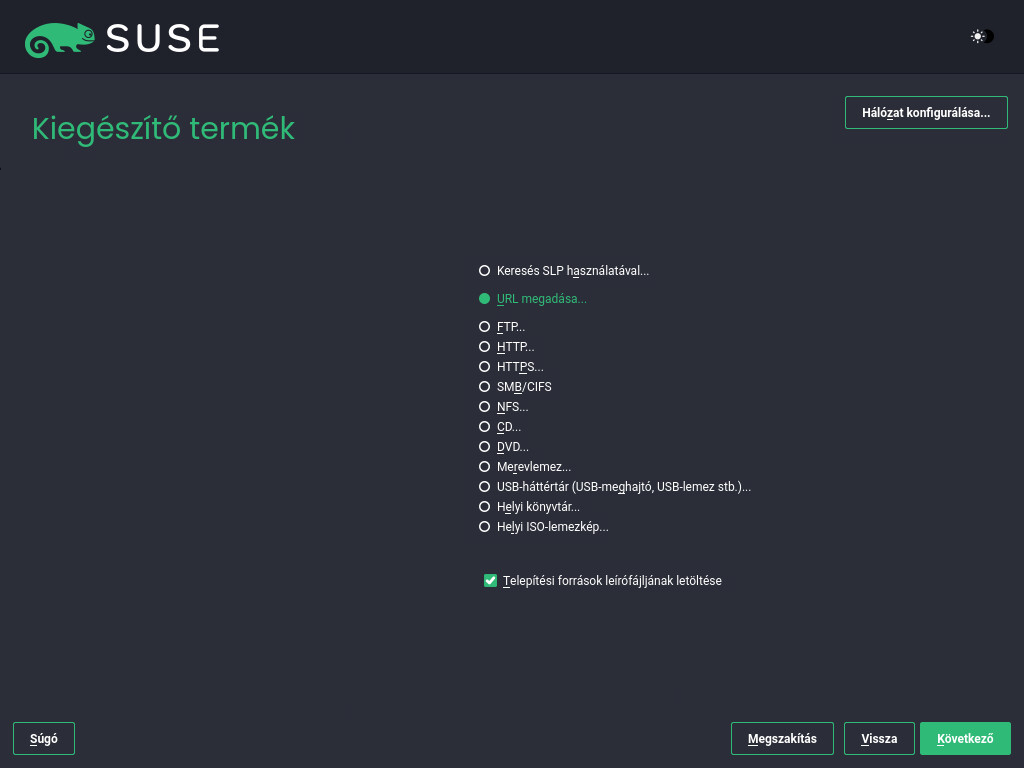 SUSE
Kiegészítő termék
Hálózat konfigurálása...
Keresés SLP használatával...
URL megadása...
FTP...
HTTP...
HTTPS...
SMB/CIFS
NFS...
CD...
DVD...
Merevlemez...
USB-háttértár (USB-meghajtó, USB-lemez stb.)...
Helyi könyvtár...
Helyi ISO-lemezkép...
Telepítési források leírófájljának letöltése
Súgó
Megszakítás
Vissza
Következő